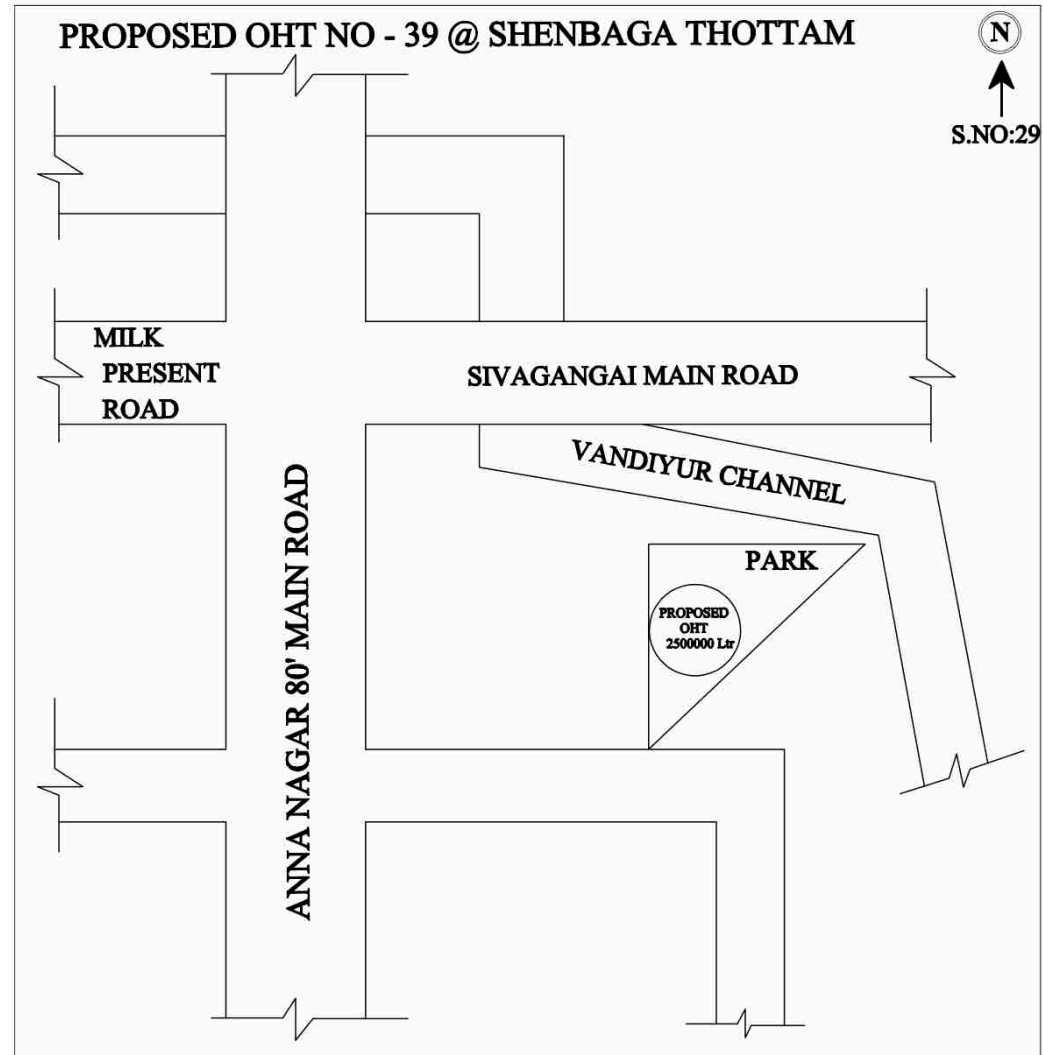 PROPOSED OHT NO - 39 @ SHENBAGA THOTTAM
N
S.NO:29
MILK
PRESENT
ROAD
SIVAGANGAI MAIN ROAD
VANDIYUR CHANNEL
ANNA NAGAR 80' MAIN ROAD
PARK
PROPOSED
OHT
2500000 Ltr